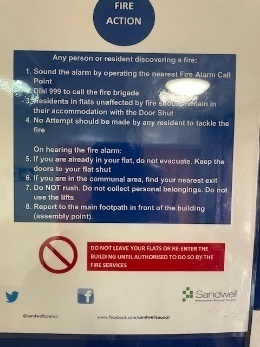 FIRE
ACTION
Any person or resident discovering a fire:
1. Sound the alarm by operating the nearest Fire Alarm Call
Point
2. Dial 999 to call the fire brigade
3. Residents in flats unaffected by fire should remain in
their accommodation with the Door Shut
4. No Attempt should be made by any resident to tackle the
fire
On hearing the fire alarm:
5. If you are already in your flat, do not evacuate. Keep the
doors to your flat shut
6. If you are in the communal area, find your nearest exit
7. Do NOT rush. Do not collect personal belongings. Do not
use the lifts
8. Report to the main footpath in front of the building
(assembly point).
DO NOT LEAVE YOUR FLATS OR RE-ENTER THE
BUILDING UNTIL AUTHORISED TO DO SO BY THE
FIRE SERVICES
Sandwell
@sandwellcouncil
www.facebook.com/sandwellcouncil